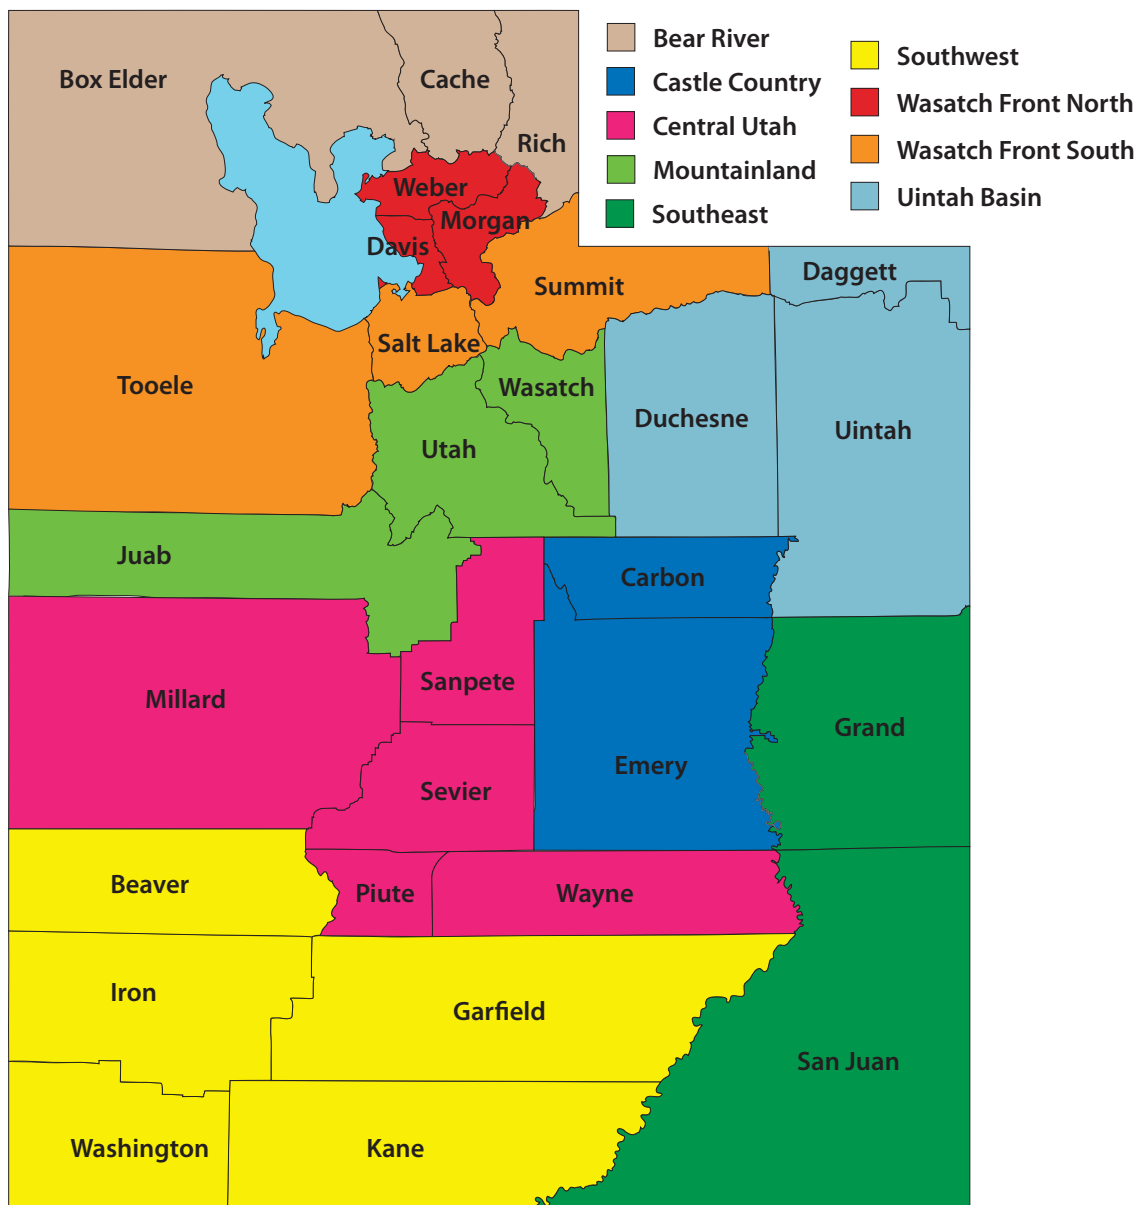 Bear River
Castle Country
Central Utah
Mountainland
Southeast
Southwest
Wasatch Front North
Wasatch Front South
Uintah Basin
Box Elder
Cache
Rich
Weber
Morgan
Davis
Daggett
Summit
Salt Lake
Tooele
Wasatch
Duchesne
Uintah
Utah
Juab
Carbon
Sanpete
Millard
Grand
Emery
Sevier
Beaver
Piute
Wayne
Iron
Garfield
San Juan
Washington
Kane